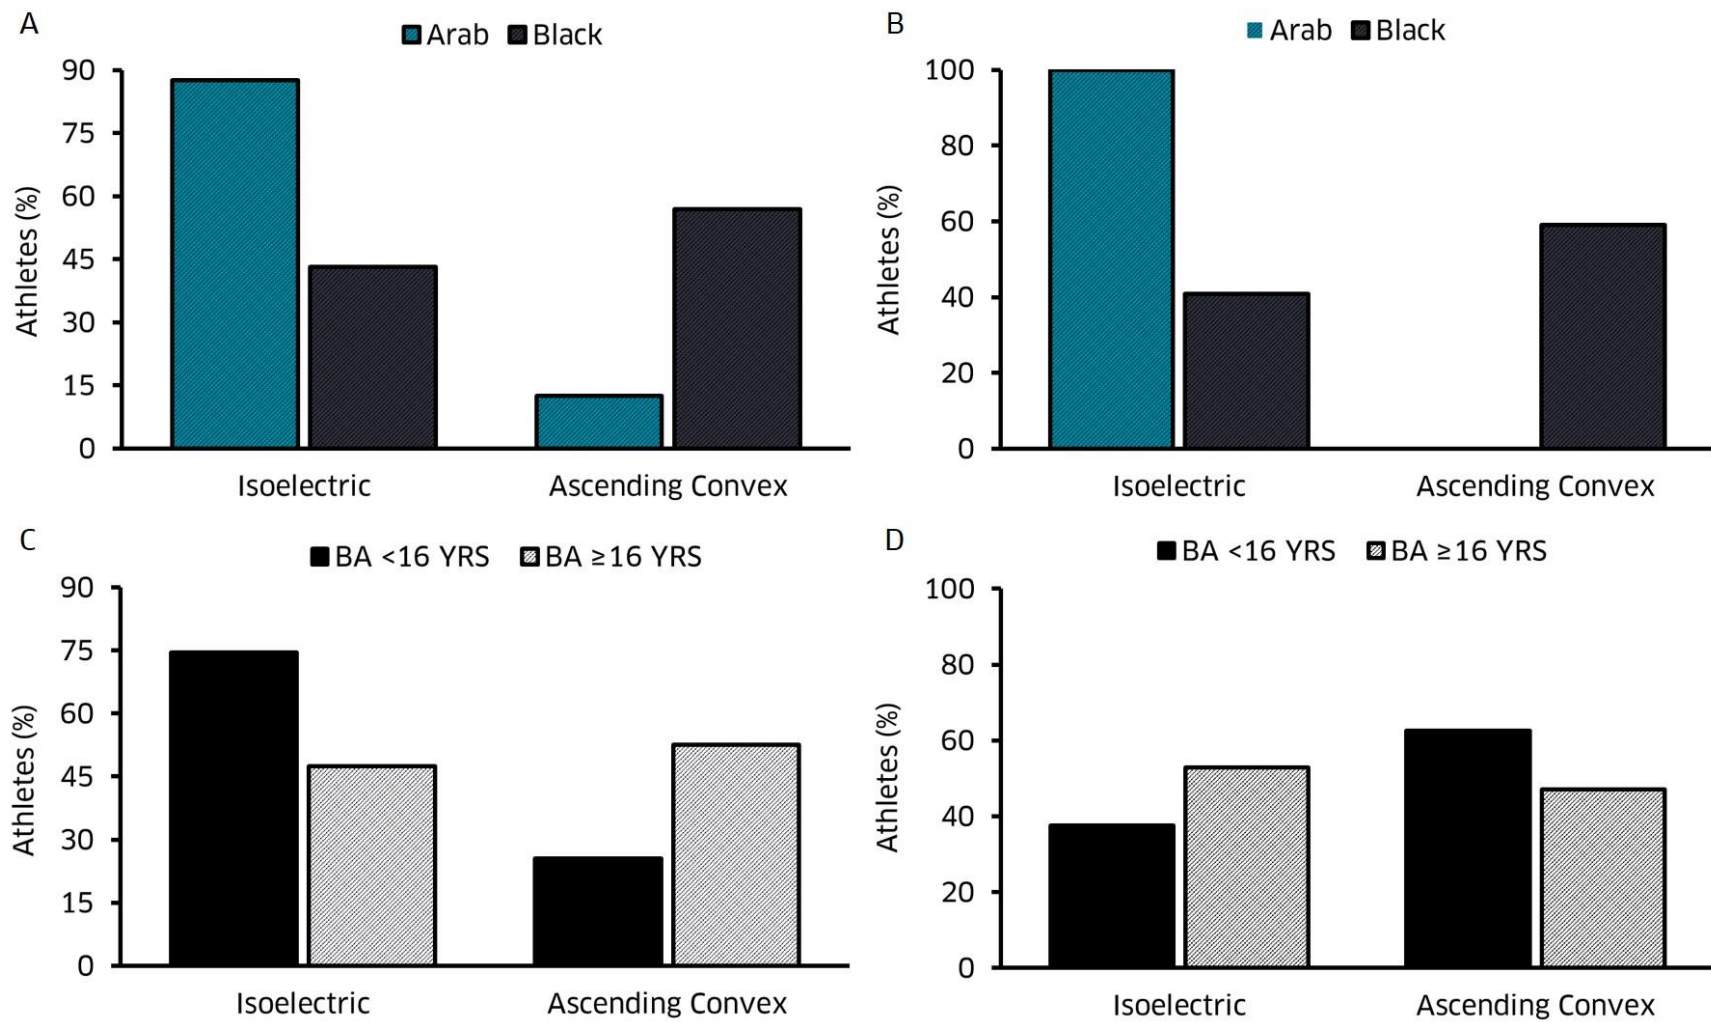 A
Arab Black
90
75
60
45
30
15
0
Athletes (%)
Isoelectric Ascending Convex
B
Arab Black
100
80
60
40
20
0
Athletes (%)
Isoelectric Ascending Convex
C
BA <16 YRS BA ≥16 YRS
90
75
60
45
30
15
0
Athletes (%)
Isoelectric Ascending Convex
D
BA <16 YRS BA ≥16 YRS
100
80
60
40
20
0
Athletes (%)
Isoelectric Ascending Convex